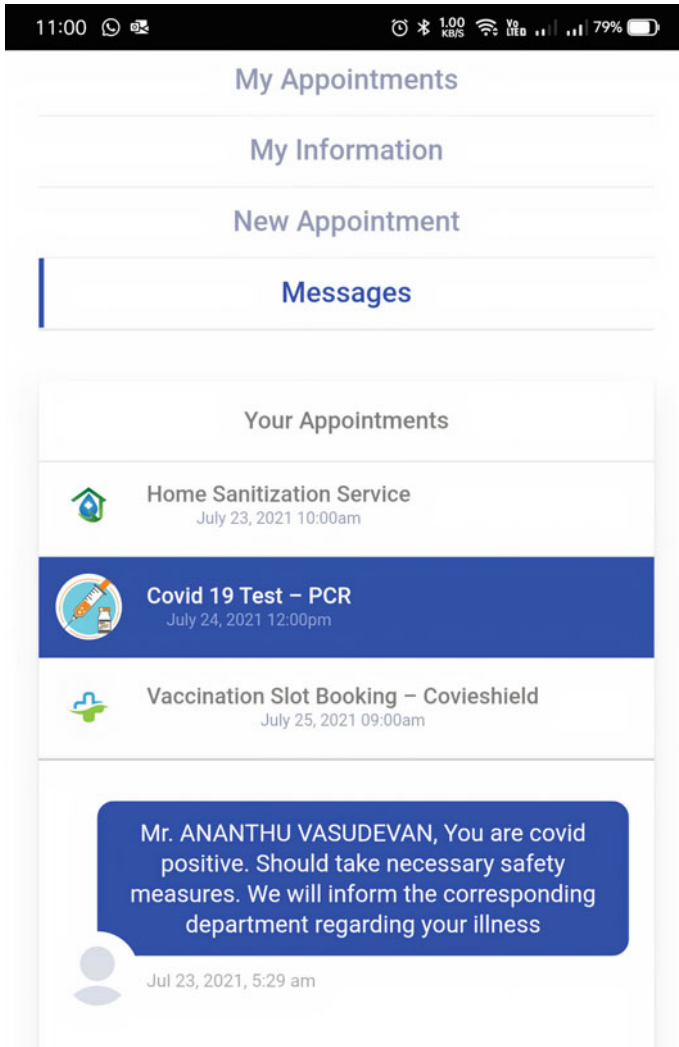 11:00 1.00 KB/S Vo LTED 79%
My Appointments
My Information
New Appointment
Messages
Your Appointments
Home Sanitization Service
July 23, 2021 10:00am
Covid 19 Test – PCR
July 24, 2021 12:00pm
Vaccination Slot Booking – Covieshield
July 25, 2021 09:00am
Mr. ANANTHU VASUDEVAN, You are covid
positive. Should take necessary safety
measures. We will inform the corresponding
department regarding your illness
Jul 23, 2021, 5:29 am